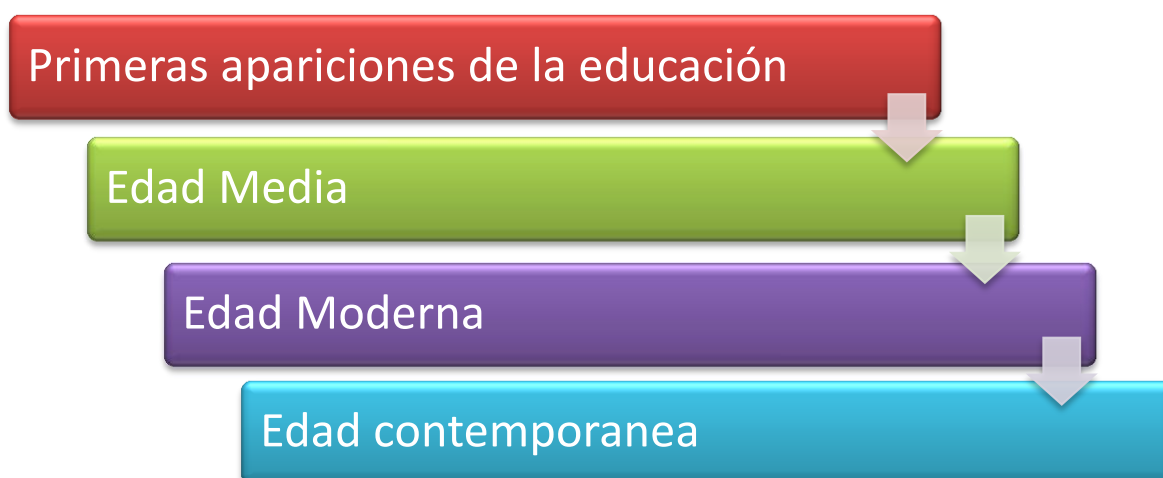 Primeras apariciones de la educación
Edad Media
Edad Moderna
Edad contemporanea